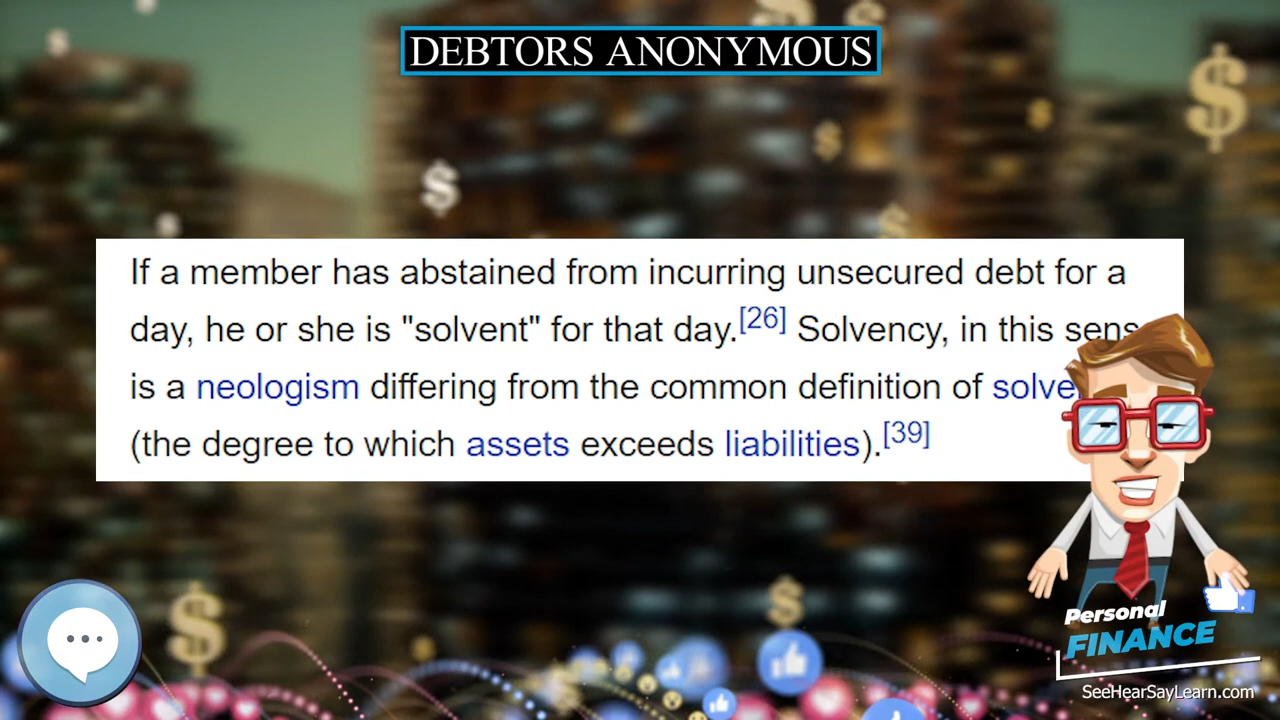 DEBTORS ANONYMOUS
If a member has abstained from incurring unsecured debt for a
day, he or she is "solvent" for that day.[26] Solvency, in this
is a neologism differing from the common definition of
(the degree to which assets exceeds liabilities).[39]
Personal
FINANCE
SeeHearSayLearn.com